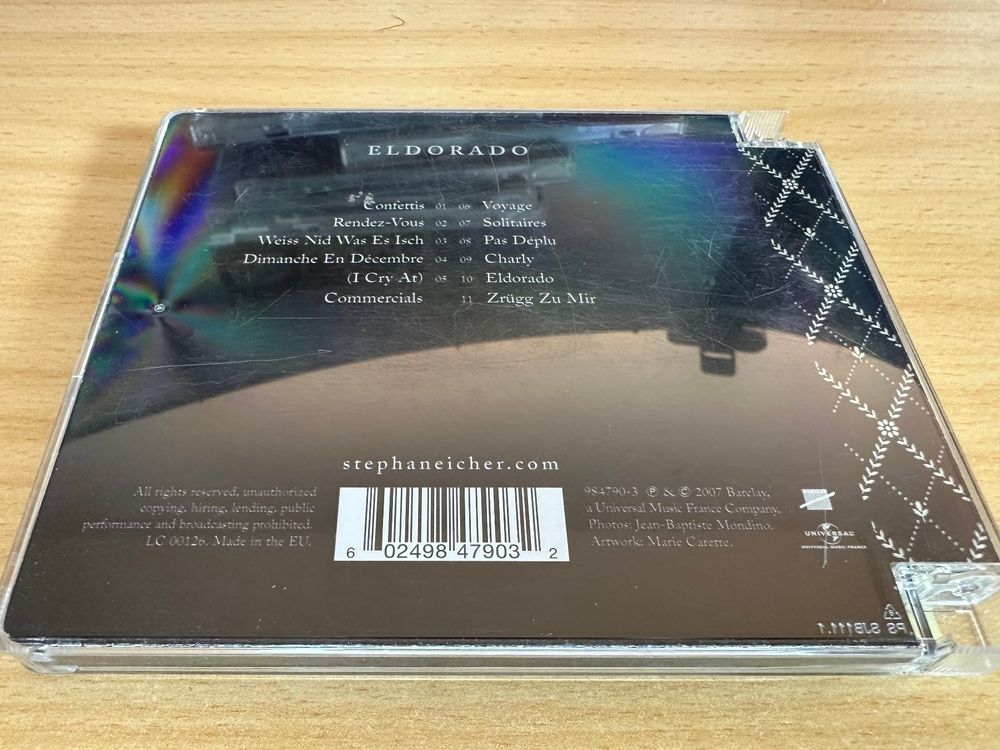 ELDORADO
Confettis 01
Rendez-Vous 02
Weiss Nid Was Es Isch 03
Dimanche En Décembre 04
(I Cry At) 05
Commercials
06 Voyage
07 Solitaires
08 Pas Déplu
09 Charly
10 Eldorado
11 Zrügg Zu Mir
stephaneicher.com
All rights reserved, unauthorized
copying, hiring, lending, public
performance and broadcasting prohibited.
LC 00126. Made in the EU.
6 02498 47903 2
984790-3 ℗ & © 2007 Barclay,
a Universal Music France Company.
Photos: Jean-Baptiste Mondino.
Artwork: Marie Carette.
UNIVERSAL
UNIVERSAL MUSIC FRANCE
PS SJB111.1